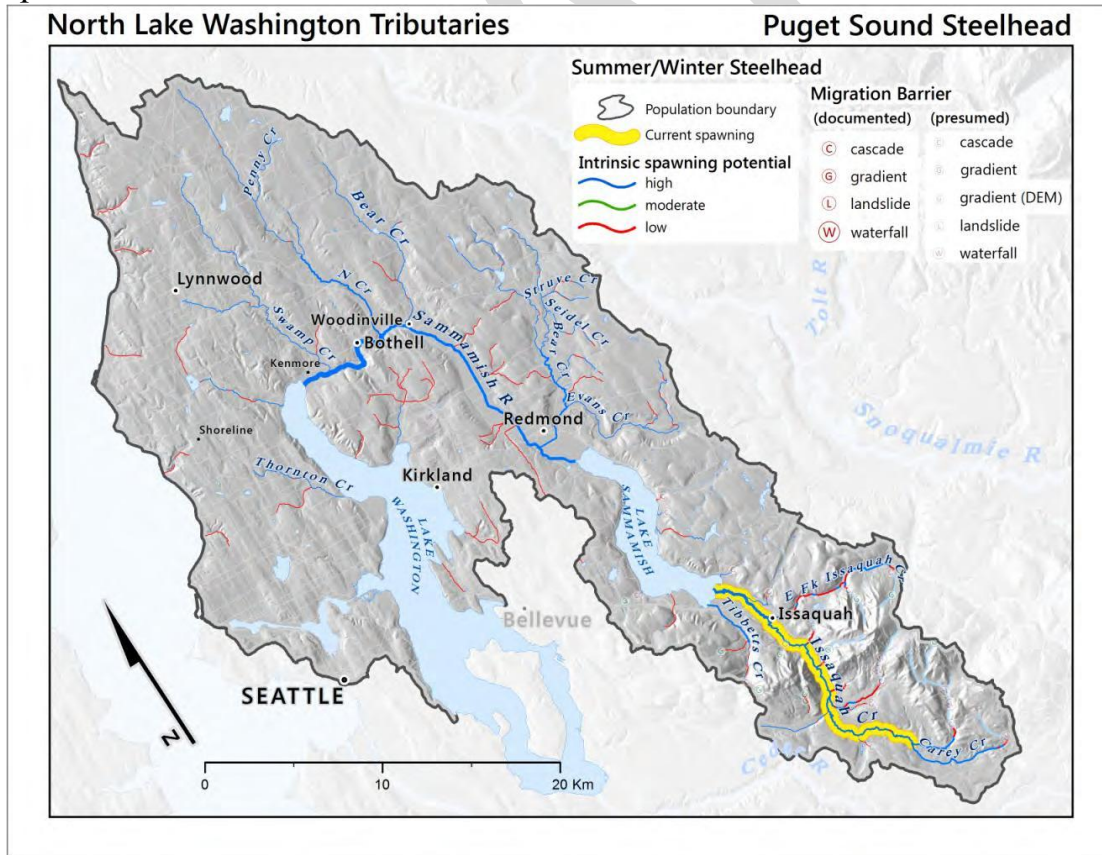 North Lake Washington Tributaries
Puget Sound Steelhead
Summer/Winter Steelhead
Population boundary
Current spawning
Intrinsic spawning potential
high
moderate
low
Migration Barrier
(documented)
(presumed)
C cascade
G gradient
L landslide
W waterfall
cascade
gradient
gradient (DEM)
landslide
waterfall
Penny Cr
Bear Cr
Lynnwood
N Cr
Swamp Cr
Woodinville
Bothell
Sammamish R
Kenmore
Struve Cr
Seidel Cr
Bear Cr
Evans Cr
Redmond
Shoreline
Thornton Cr
Kirkland
LAKE
WASHINGTON
LAKE
SAMMAMISH
Bellevue
Tolt R
Snoqualmie R
E Fk Issaquah Cr
Issaquah
Tibbetts Cr
Issaquah Cr
Carey Cr
Cedar R
SEATTLE
N
0 10 20 Km